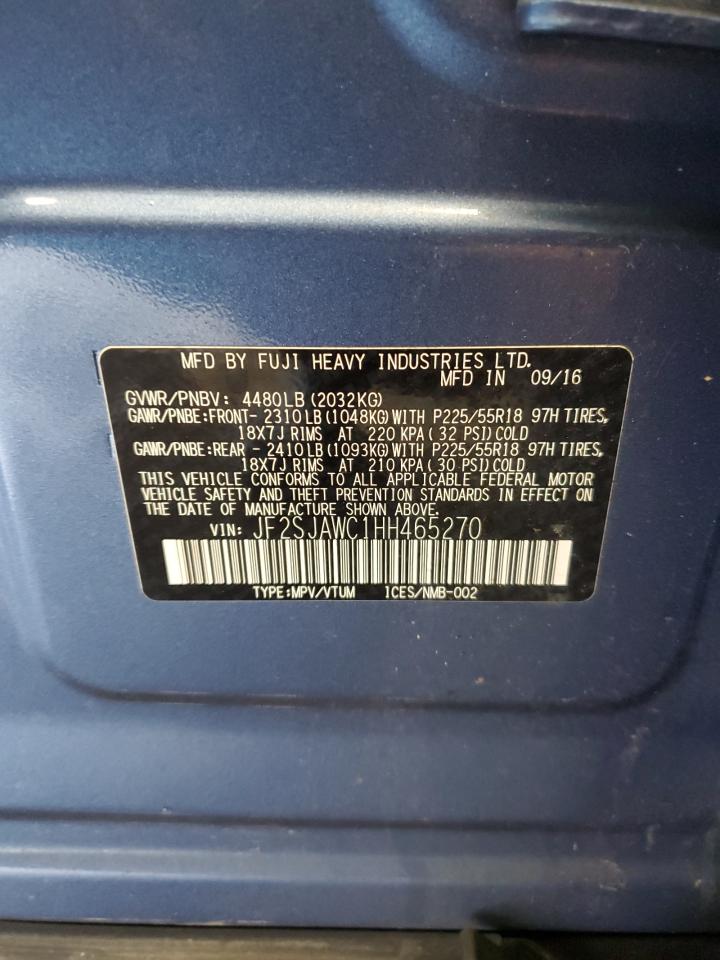 MFD BY FUJI HEAVY INDUSTRIES LTD.
MFD IN 09/16
GVWR/PNBV: 4480LB(2032KG)
GAWR/PNBE:FRONT- 2310LB(1048KG)WITH P225/55R18 97H TIRES,
18X7J RIMS AT 220 KPA(32 PSI)COLD
GAWR/PNBE:REAR - 2410LB(1093KG)WITH P225/55R18 97H TIRES,
18X7J RIMS AT 210 KPA(30 PSI)COLD
THIS VEHICLE CONFORMS TO ALL APPLICABLE FEDERAL MOTOR
VEHICLE SAFETY AND THEFT PREVENTION STANDARDS IN EFFECT ON
THE DATE OF MANUFACTURE SHOWN ABOVE.
VIN: JF2SJAWC1HH465270
TYPE:MPV/VTUM ICES/NMB-002